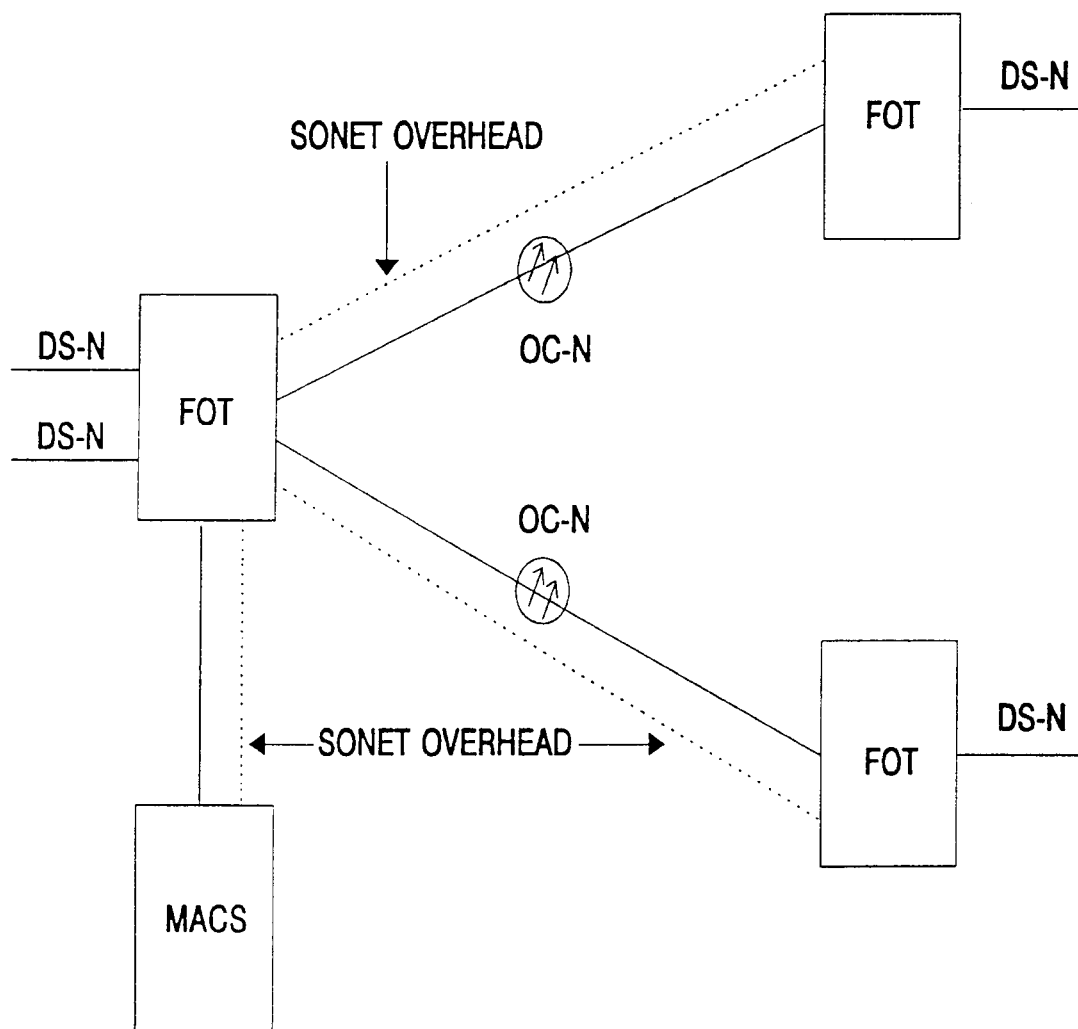 DS-N
FOT
SONET OVERHEAD
OC-N
DS-N
FOT
DS-N
OC-N
DS-N
FOT
SONET OVERHEAD
MACS